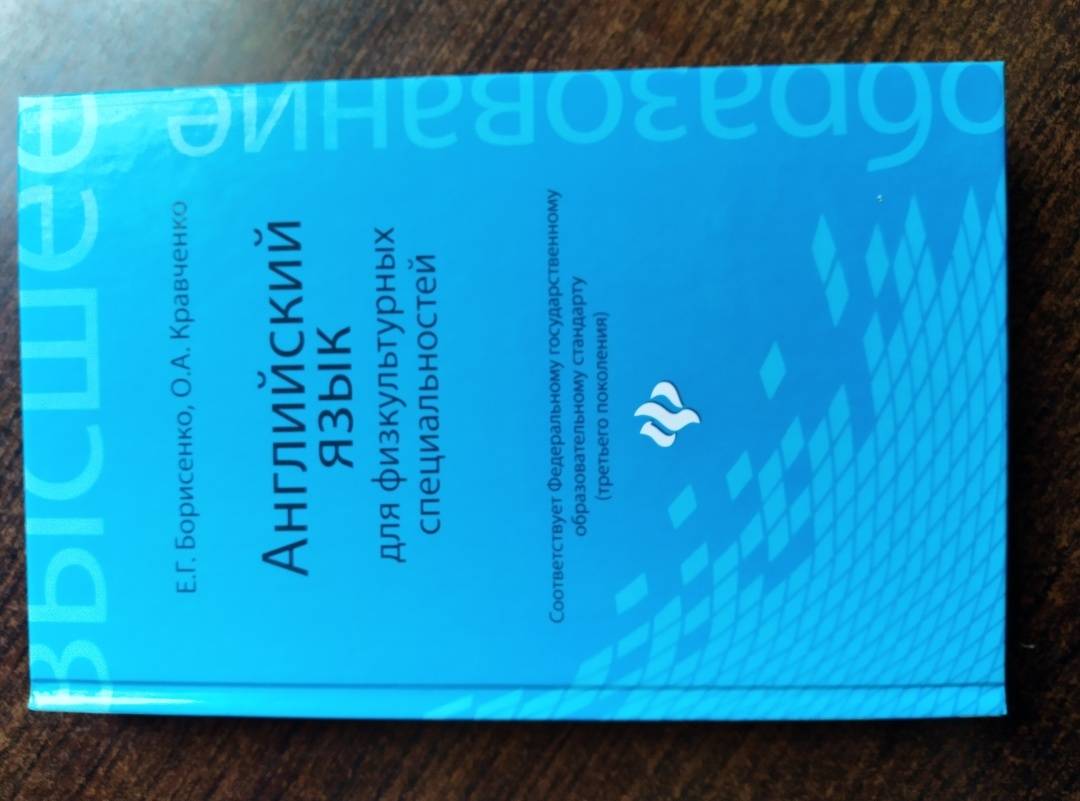 высшее
образование
Е.Г. Борисенко, О.А. Кравченко
Английский
язык
для физкультурных
специальностей
Соответствует Федеральному государственному
образовательному стандарту
(третьего поколения)